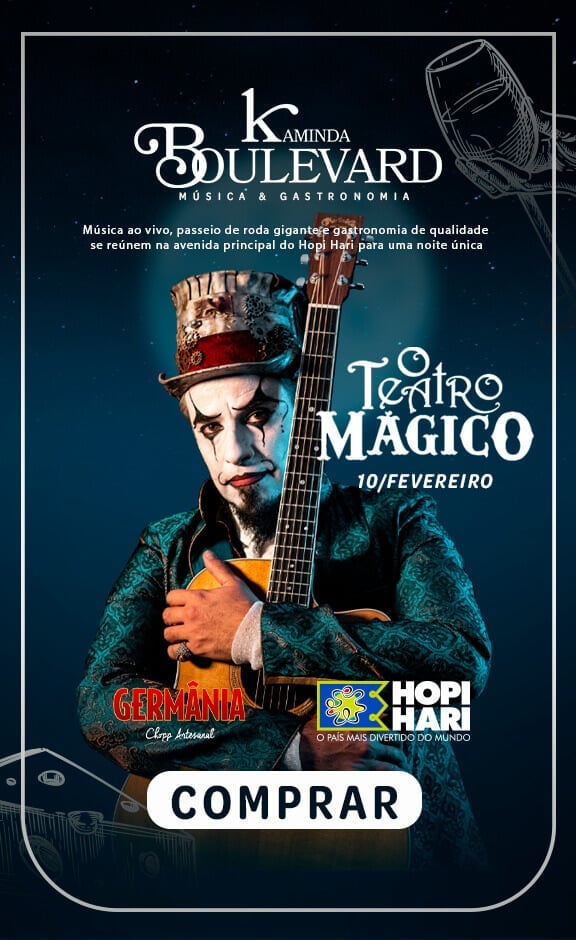 KAMINDA
BOULEVARD
MÚSICA & GASTRONOMIA
Música ao vivo, passeio de roda gigante e gastronomia de qualidade
se reúnem na avenida principal do Hopi Hari para uma noite única
O
TEATRO
MÁGICO
10/FEVEREIRO
GERMÂNIA
Chopp Artesanal
HOPI
HARI
O PAÍS MAIS DIVERTIDO DO MUNDO
COMPRAR